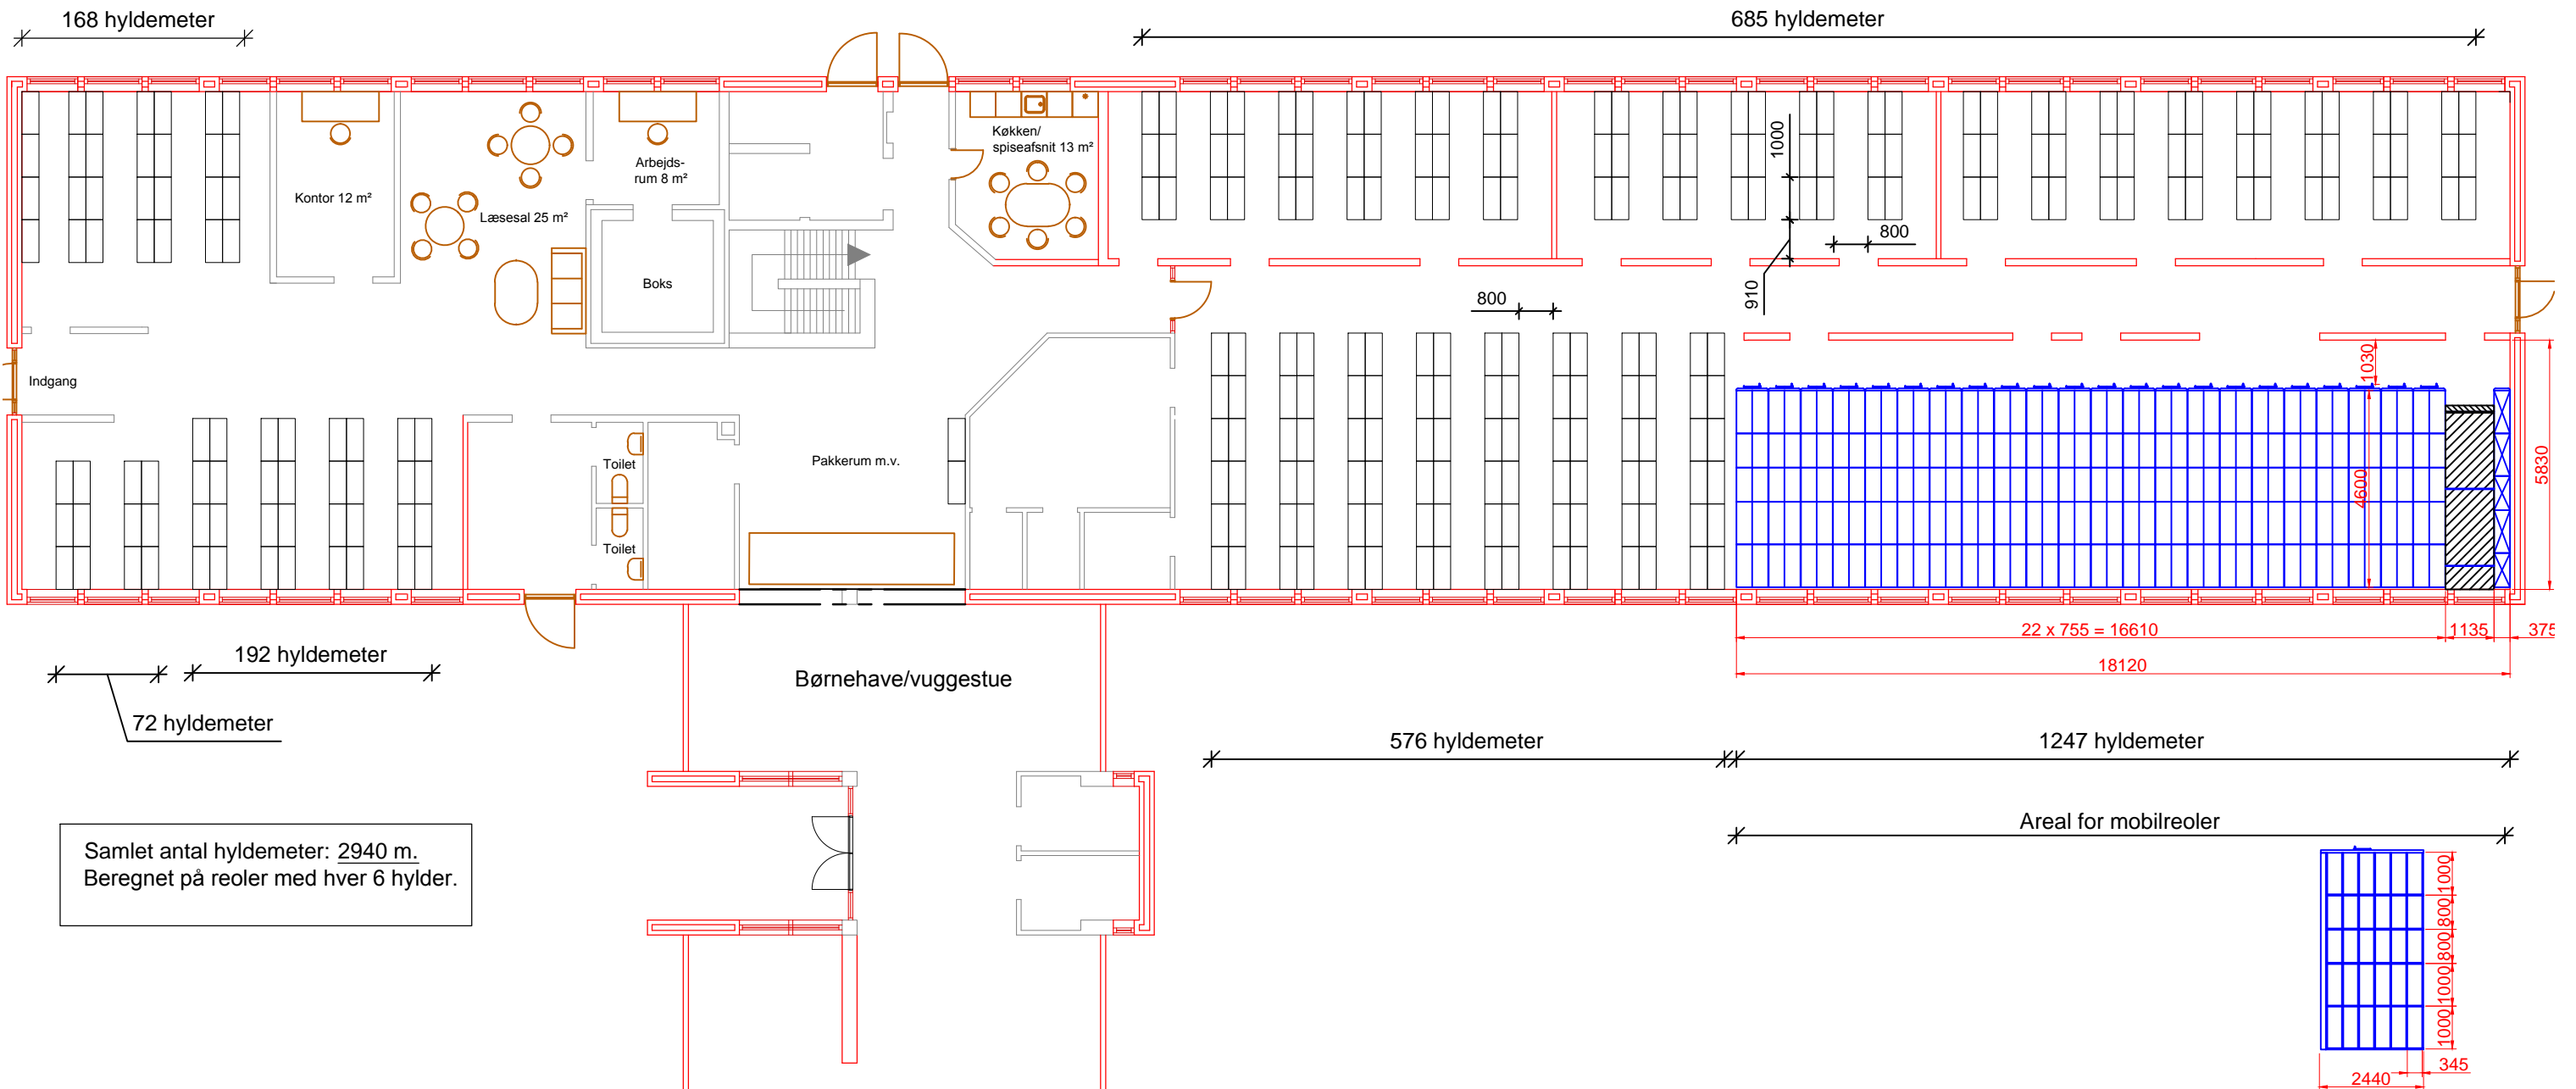 168 hyldemeter
685 hyldemeter
Køkken/
spiseafsnit 13 m²
Arbejds-
rum 8 m²
Kontor 12 m²
Læsesal 25 m²
1000
800
910
Boks
800
Indgang
1030
Toilet
Pakkerum m.v.
4600
5830
Toilet
22 x 755 = 16610
1135
375
18120
192 hyldemeter
72 hyldemeter
Børnehave/vuggestue
576 hyldemeter
1247 hyldemeter
Areal for mobilreoler
Samlet antal hyldemeter: 2940 m.
Beregnet på reoler med hver 6 hylder.
1000
800
800
1000
1000
345
2440